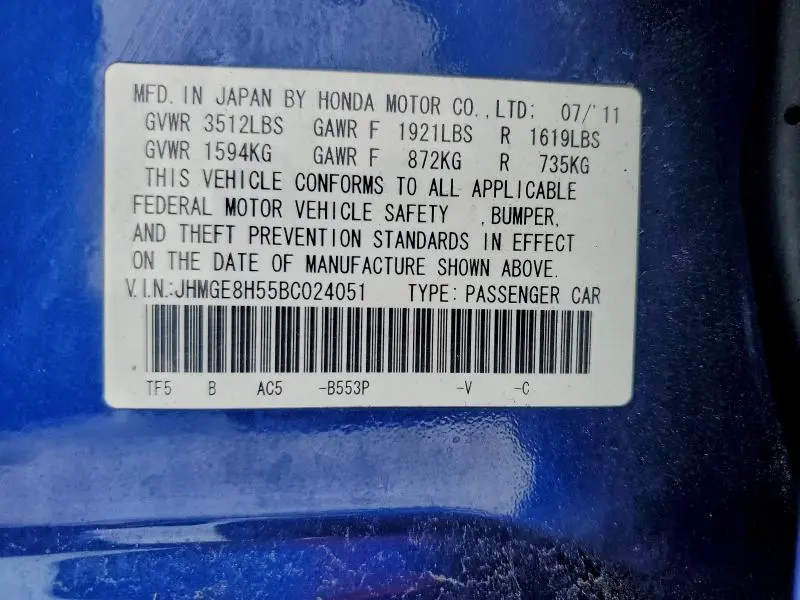 MFD. IN JAPAN BY HONDA MOTOR CO.,LTD; 07/'11
GVWR 3512LBS GAWR F 1921LBS R 1619LBS
GVWR 1594KG GAWR F 872KG R 735KG
THIS VEHICLE CONFORMS TO ALL APPLICABLE
FEDERAL MOTOR VEHICLE SAFETY ,BUMPER,
AND THEFT PREVENTION STANDARDS IN EFFECT
ON THE DATE OF MANUFACTURE SHOWN ABOVE.
V.I.N.:JHMGE8H55BC024051 TYPE: PASSENGER CAR
TF5 B AC5 -B553P -V -C